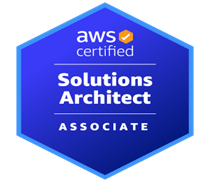 aws
certified
Solutions
Architect
ASSOCIATE